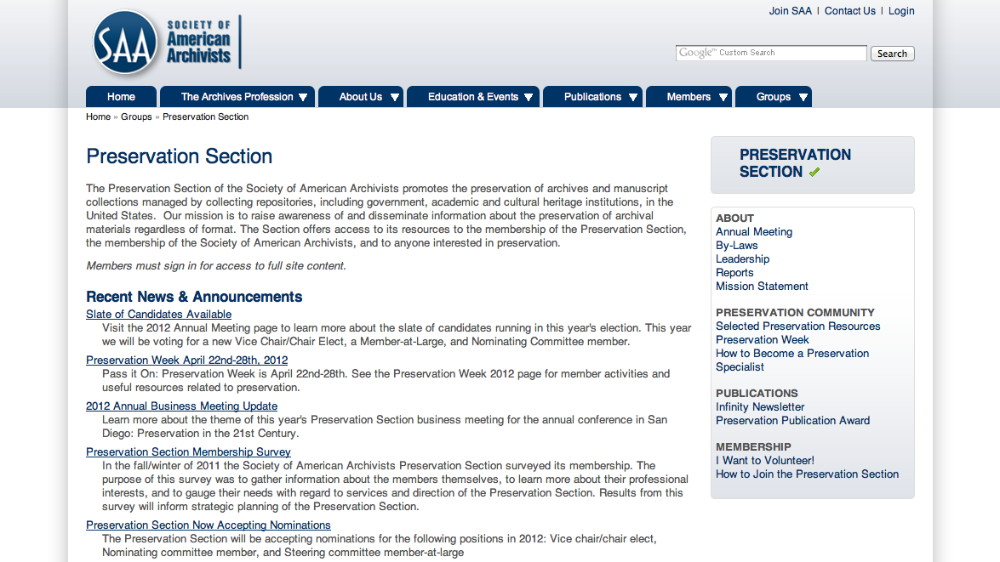 Join SAA | Contact Us | Login
SAA
SOCIETY OF
American
Archivists
Google™ Custom Search
Search
Home
The Archives Profession ▼
About Us ▼
Education & Events ▼
Publications ▼
Members ▼
Groups ▼
Home » Groups » Preservation Section
Preservation Section
The Preservation Section of the Society of American Archivists promotes the preservation of archives and manuscript
collections managed by collecting repositories, including government, academic and cultural heritage institutions, in the
United States.  Our mission is to raise awareness of and disseminate information about the preservation of archival
materials regardless of format. The Section offers access to its resources to the membership of the Preservation Section,
the membership of the Society of American Archivists, and to anyone interested in preservation.
Members must sign in for access to full site content.
Recent News & Announcements
Slate of Candidates Available
Visit the 2012 Annual Meeting page to learn more about the slate of candidates running in this year's election. This year
we will be voting for a new Vice Chair/Chair Elect, a Member-at-Large, and Nominating Committee member.
Preservation Week April 22nd-28th, 2012
Pass it On: Preservation Week is April 22nd-28th. See the Preservation Week 2012 page for member activities and
useful resources related to preservation.
2012 Annual Business Meeting Update
Learn more about the theme of this year's Preservation Section business meeting for the annual conference in San
Diego: Preservation in the 21st Century.
Preservation Section Membership Survey
In the fall/winter of 2011 the Society of American Archivists Preservation Section surveyed its membership. The
purpose of this survey was to gather information about the members themselves, to learn more about their professional
interests, and to gauge their needs with regard to services and direction of the Preservation Section. Results from this
survey will inform strategic planning of the Preservation Section.
Preservation Section Now Accepting Nominations
The Preservation Section will be accepting nominations for the following positions in 2012: Vice chair/chair elect,
Nominating committee member, and Steering committee member-at-large
PRESERVATION
SECTION
ABOUT
Annual Meeting
By-Laws
Leadership
Reports
Mission Statement
PRESERVATION COMMUNITY
Selected Preservation Resources
Preservation Week
How to Become a Preservation
Specialist
PUBLICATIONS
Infinity Newsletter
Preservation Publication Award
MEMBERSHIP
I Want to Volunteer!
How to Join the Preservation Section